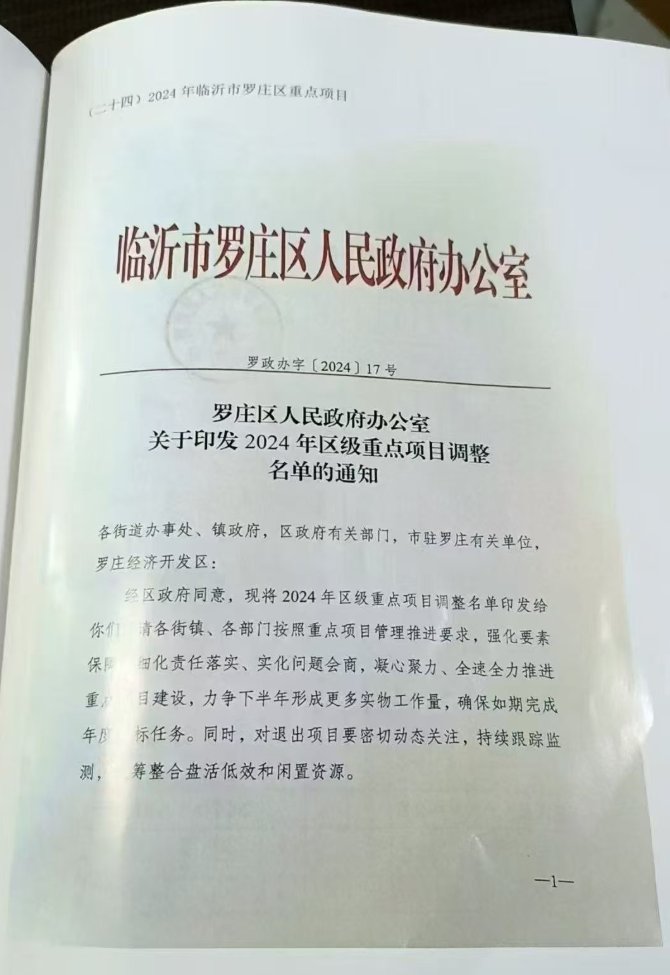 （二十四）2024 年临沂市罗庄区重点项目
临沂市罗庄区人民政府办公室
罗政办字〔2024〕17 号
罗庄区人民政府办公室
关于印发 2024 年区级重点项目调整
名单的通知
各街道办事处、镇政府，区政府有关部门，市驻罗庄有关单位，
罗庄经济开发区：
经区政府同意，现将 2024 年区级重点项目调整名单印发给
你们 请各街镇、各部门按照重点项目管理推进要求，强化要素
保障 细化责任落实、实化问题会商，凝心聚力、全速全力推进
重 目建设，力争下半年形成更多实物工作量，确保如期完成
年度 标任务。同时，对退出项目要密切动态关注，持续跟踪监
测， 筹整合盘活低效和闲置资源。
—1—